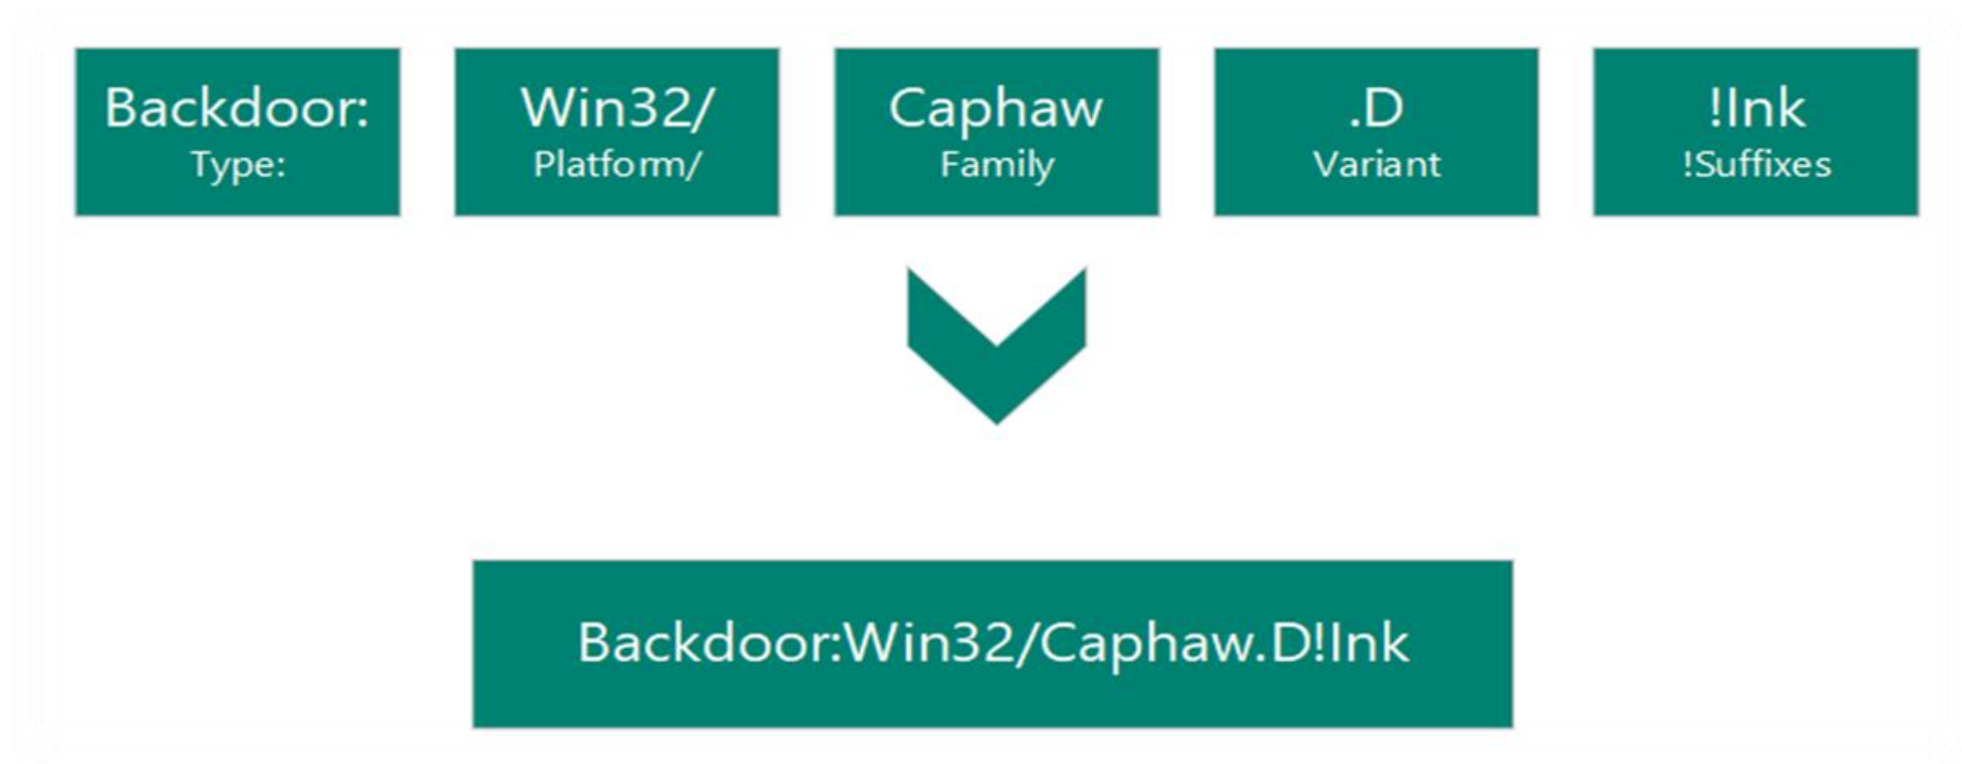 Backdoor:
Type:
Win32/
Platform/
Caphaw
Family
.D
Variant
!lnk
!Suffixes
Backdoor:Win32/Caphaw.D!lnk